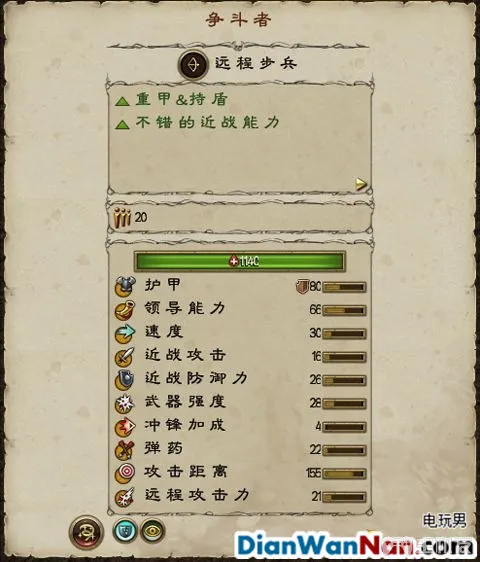 争斗者
远程步兵
重甲&持盾
不错的近战能力
20
1140
护甲 80
领导能力 66
速度 30
近战攻击 16
近战防御力 26
武器强度 28
冲锋加成 4
弹药 22
攻击距离 155
远程攻击力 21
电玩男
DianWanNan.com